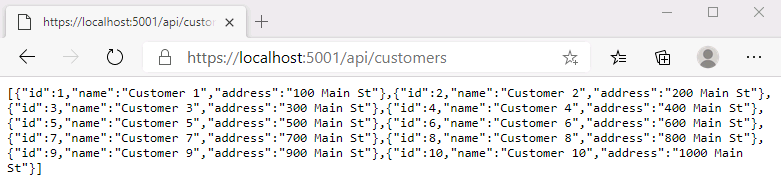 https://localhost:5001/api/custor
https://localhost:5001/api/customers
[{"id":1,"name":"Customer 1","address":"100 Main St"},{"id":2,"name":"Customer 2","address":"200 Main St"},
{"id":3,"name":"Customer 3","address":"300 Main St"},{"id":4,"name":"Customer 4","address":"400 Main St"},
{"id":5,"name":"Customer 5","address":"500 Main St"},{"id":6,"name":"Customer 6","address":"600 Main St"},
{"id":7,"name":"Customer 7","address":"700 Main St"},{"id":8,"name":"Customer 8","address":"800 Main St"},
{"id":9,"name":"Customer 9","address":"900 Main St"},{"id":10,"name":"Customer 10","address":"1000 Main
St"}]